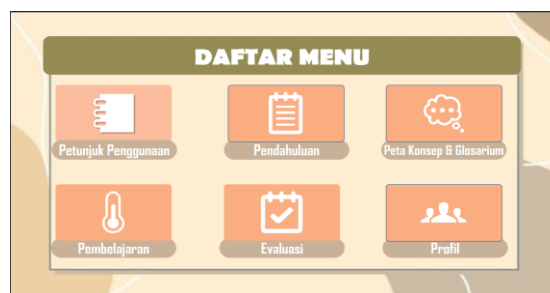 DAFTAR MENU
Petunjuk Penggunaan
Pendahuluan
Peta Konsep & Glosarium
Pembelajaran
Evaluasi
Profil